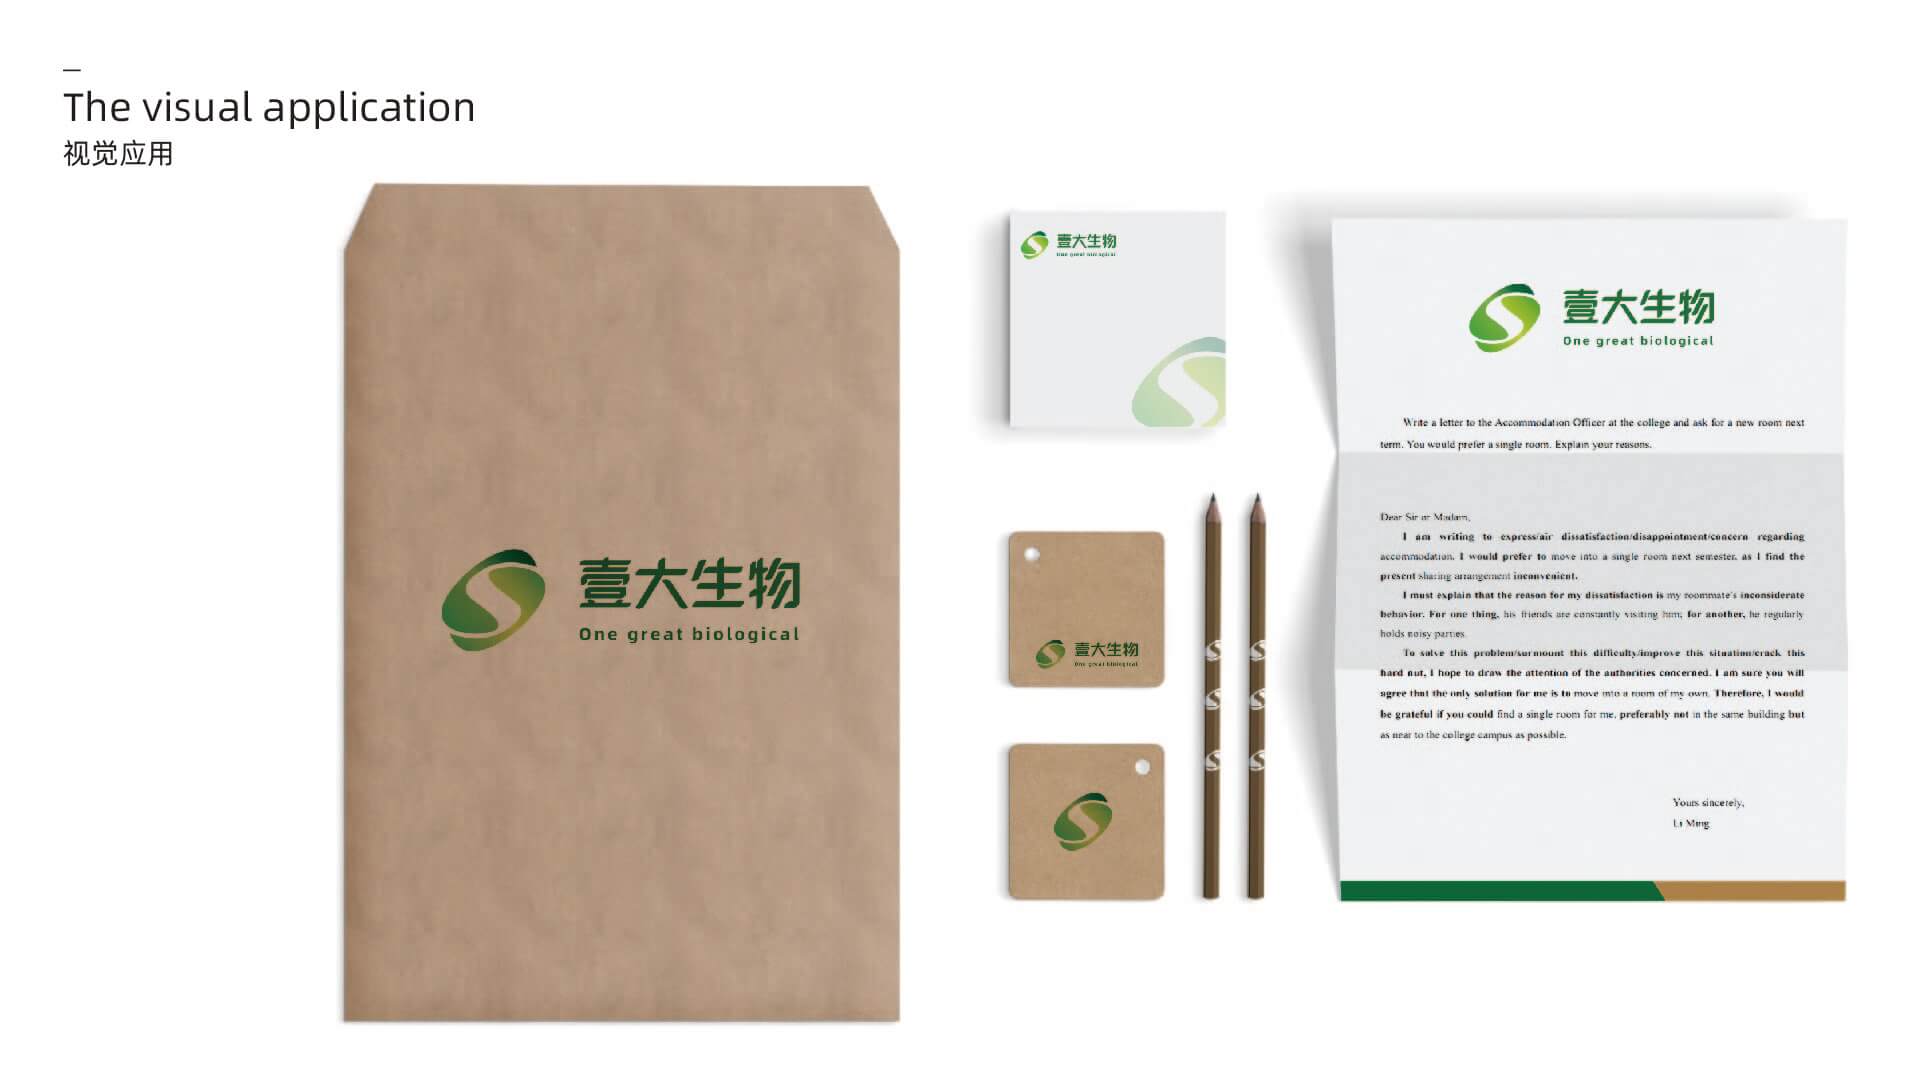 The visual application
视觉应用
壹大生物
One great biological
壹大生物
One great biological
壹大生物
One great biological
壹大生物
One great biological
Write a letter to the Accommodation Officer at the college and ask for a new room next
term. You would prefer a single room. Explain your reasons.
Dear Sir or Madam,
I am writing to express/air dissatisfaction/disappointment/concern regarding
accommodation. I would prefer to move into a single room next semester, as I find the
present sharing arrangement inconvenient.
I must explain that the reason for my dissatisfaction is my roommate's inconsiderate
behavior. For one thing, his friends are constantly visiting him; for another, he regularly
holds noisy parties.
To solve this problem/surmount this difficulty/improve this situation/crack this
hard nut, I hope to draw the attention of the authorities concerned. I am sure you will
agree that the only solution for me is to move into a room of my own. Therefore, I would
be grateful if you could find a single room for me, preferably not in the same building but
as near to the college campus as possible.
Yours sincerely,
Li Ming